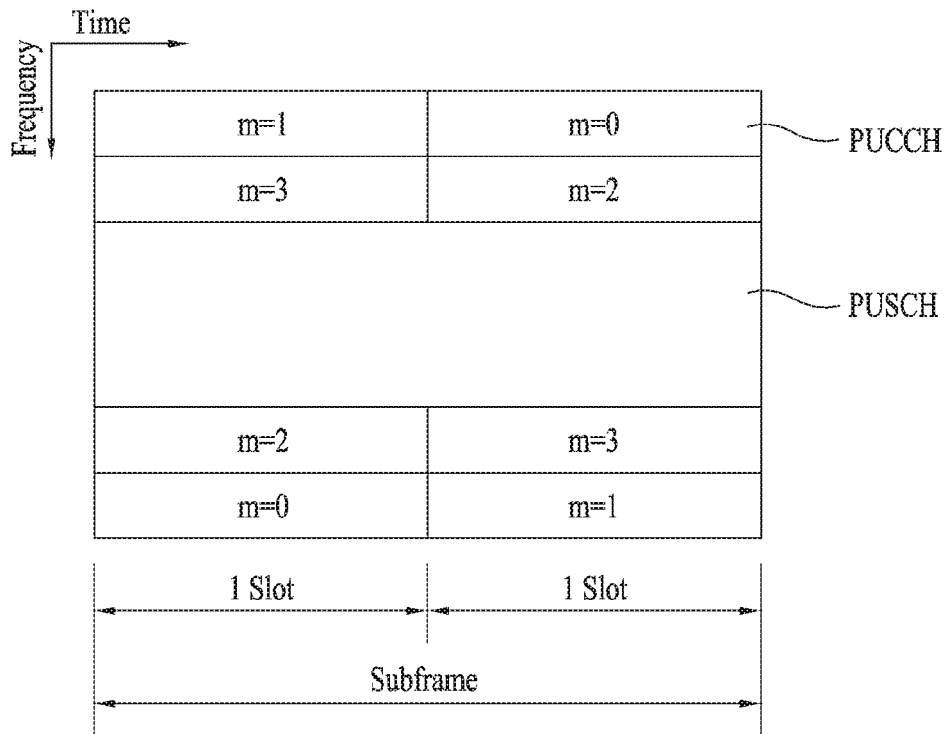 Time
Frequency
m=1 m=0
PUCCH
m=3 m=2
PUSCH
m=2 m=3
m=0 m=1
1 Slot 1 Slot
Subframe